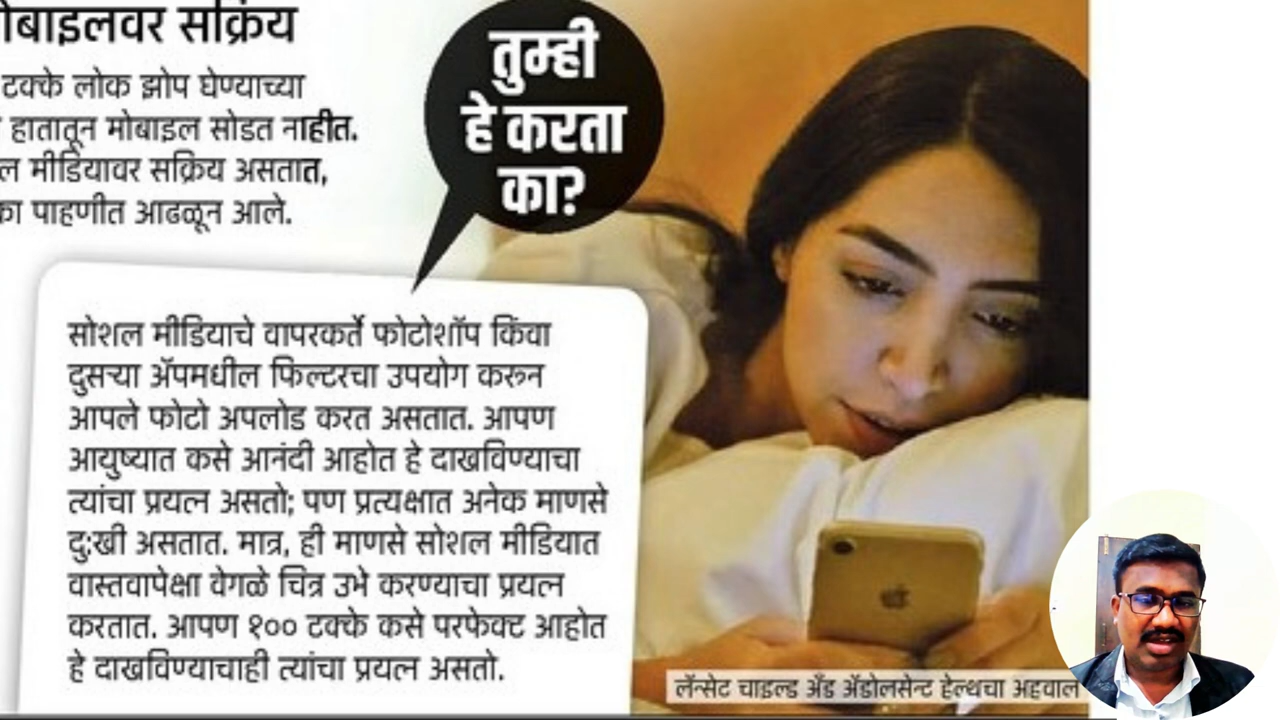 मोबाइलवर सक्रिय
टक्के लोक झोप घेण्याच्या
हातातून मोबाइल सोडत नाहीत.
मीडियावर सक्रिय असतात,
पाहणीत आढळून आले.
तुम्ही
हे करता
का?
सोशल मीडियाचे वापरकर्ते फोटोशॉप किंवा
दुसऱ्या ॲपमधील फिल्टरचा उपयोग करून
आपले फोटो अपलोड करत असतात. आपण
आयुष्यात कसे आनंदी आहोत हे दाखविण्याचा
त्यांचा प्रयत्न असतो; पण प्रत्यक्षात अनेक माणसे
दुःखी असतात. मात्र, ही माणसे सोशल मीडियात
वास्तवापेक्षा वेगळे चित्र उभे करण्याचा प्रयत्न
करतात. आपण १०० टक्के कसे परफेक्ट आहोत
हे दाखविण्याचाही त्यांचा प्रयत्न असतो.
लॅन्सेट चाइल्ड अँड ॲडोलसेन्ट हेल्थचा अहवाल